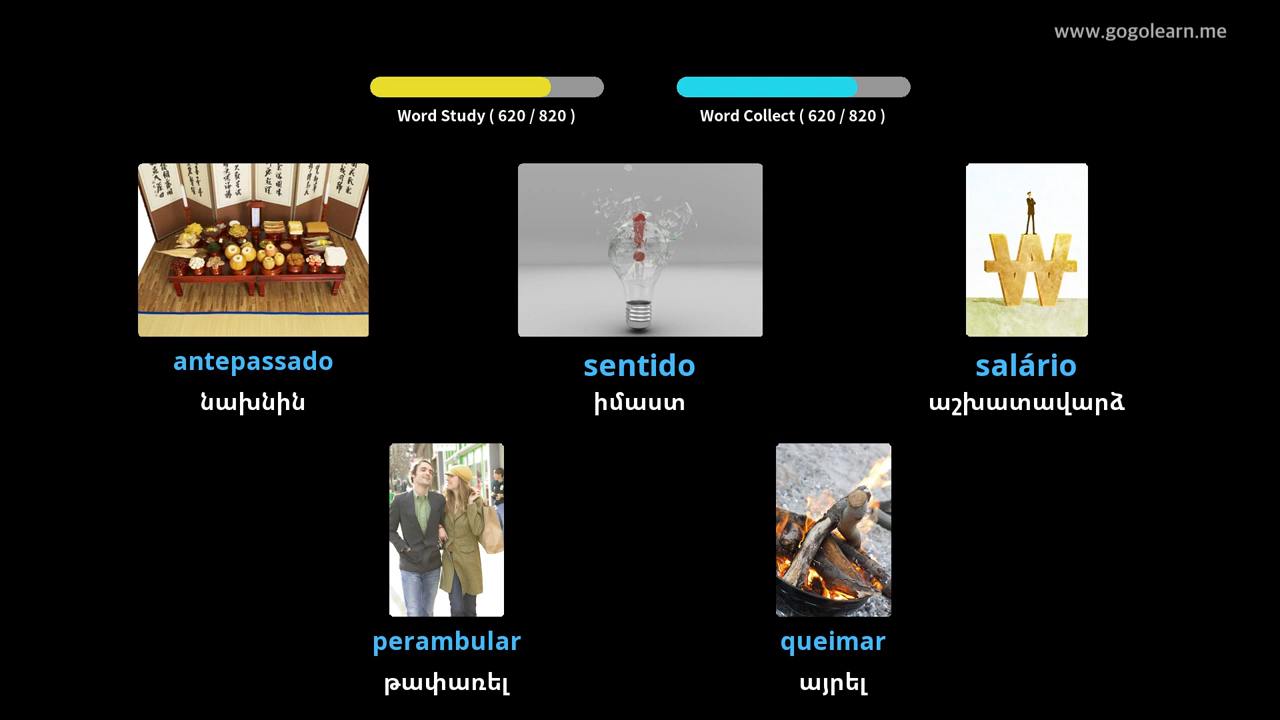 www.gogolearn.me
Word Study ( 620 / 820 )
Word Collect ( 620 / 820 )
antepassado
sentido
salário
նախնին
իմաստ
աշխատավարձ
perambular
queimar
թափառել
այրել